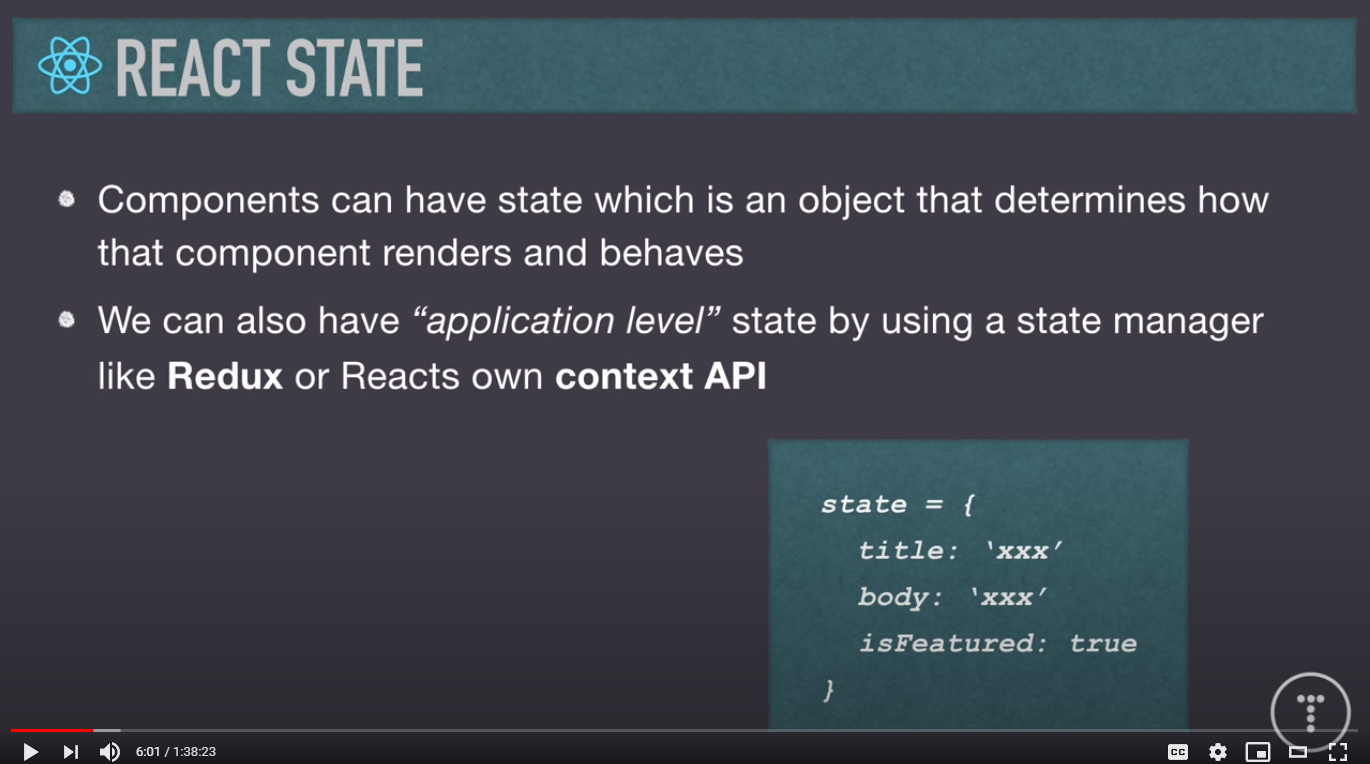 REACT STATE
Components can have state which is an object that determines how
that component renders and behaves
We can also have “application level” state by using a state manager
like Redux or Reacts own context API
state = {
title: ‘xxx’
body: ‘xxx’
isFeatured: true
}
T
6:01 / 1:38:23
CC